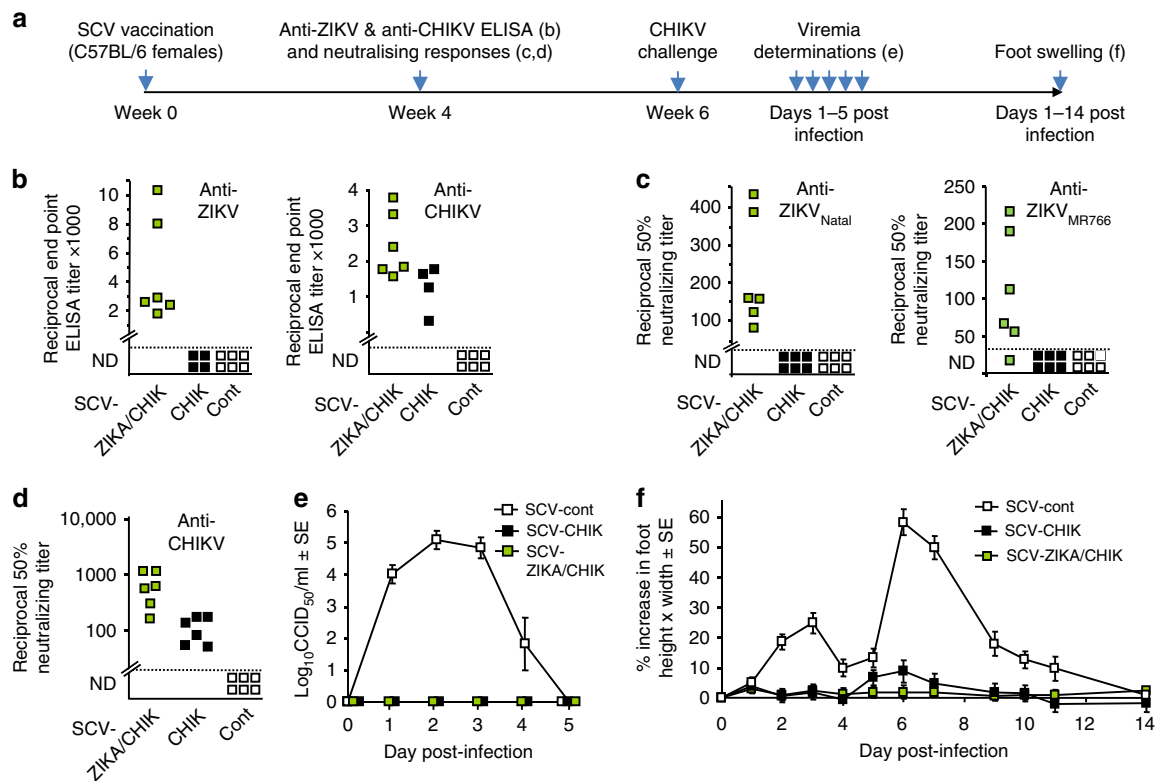 a
SCV vaccination
(C57BL/6 females)
Anti-ZIKV & anti-CHIKV ELISA (b)
and neutralising responses (c,d)
CHIKV
challenge
Viremia
determinations (e)
Foot swelling (f)
Week 0
Week 4
Week 6
Days 1–5 post
infection
Days 1–14 post
infection
b
Reciprocal end point
ELISA titer ×1000
10
8
6
4
2
ND
Anti-
ZIKV
SCV-
ZIKA/CHIK
CHIK
Cont
Reciprocal end point
ELISA titer ×1000
4
3
2
1
ND
Anti-
CHIKV
SCV-
ZIKA/CHIK
CHIK
Cont
c
Reciprocal 50%
neutralizing titer
400
300
200
100
ND
Anti-
ZIKVNatal
SCV-
ZIKA/CHIK
CHIK
Cont
Reciprocal 50%
neutralizing titer
250
200
150
100
50
ND
Anti-
ZIKVMR766
SCV-
ZIKA/CHIK
CHIK
Cont
d
Reciprocal 50%
neutralizing titer
10,000
1000
100
ND
Anti-
CHIKV
SCV-
ZIKA/CHIK
CHIK
Cont
e
Log10CCID50/ml ± SE
6
5
4
3
2
1
0
SCV-cont
SCV-CHIK
SCV-
ZIKA/CHIK
0 1 2 3 4 5
Day post-infection
f
% increase in foot
height x width ± SE
60
50
40
30
20
10
0
SCV-cont
SCV-CHIK
SCV-ZIKA/CHIK
0 2 4 6 8 10 12 14
Day post-infection